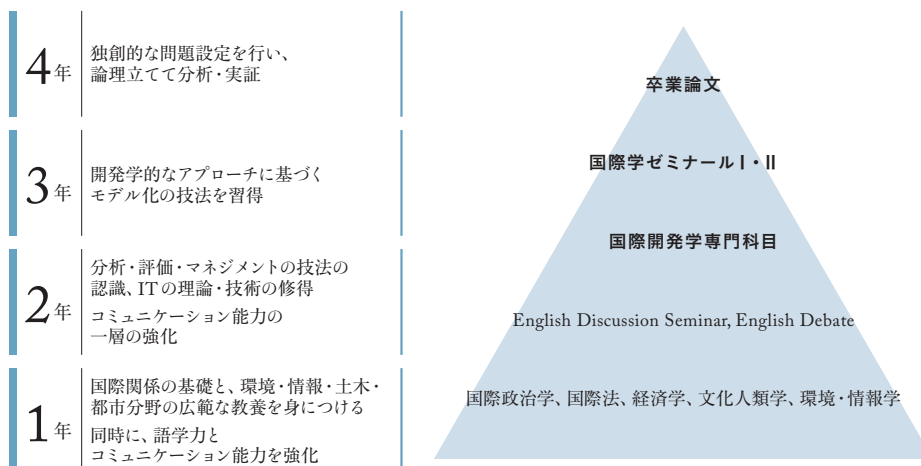 4年
独創的な問題設定を行い、
論理立てて分析・実証
3年
開発学的なアプローチに基づく
モデル化の技法を習得
2年
分析・評価・マネジメントの技法の
認識、ITの理論・技術の修得
コミュニケーション能力の
一層の強化
1年
国際関係の基礎と、環境・情報・土木・
都市分野の広範な教養を身につける
同時に、語学力と
コミュニケーション能力を強化
卒業論文
国際学ゼミナールⅠ・Ⅱ
国際開発学専門科目
English Discussion Seminar, English Debate
国際政治学、国際法、経済学、文化人類学、環境・情報学